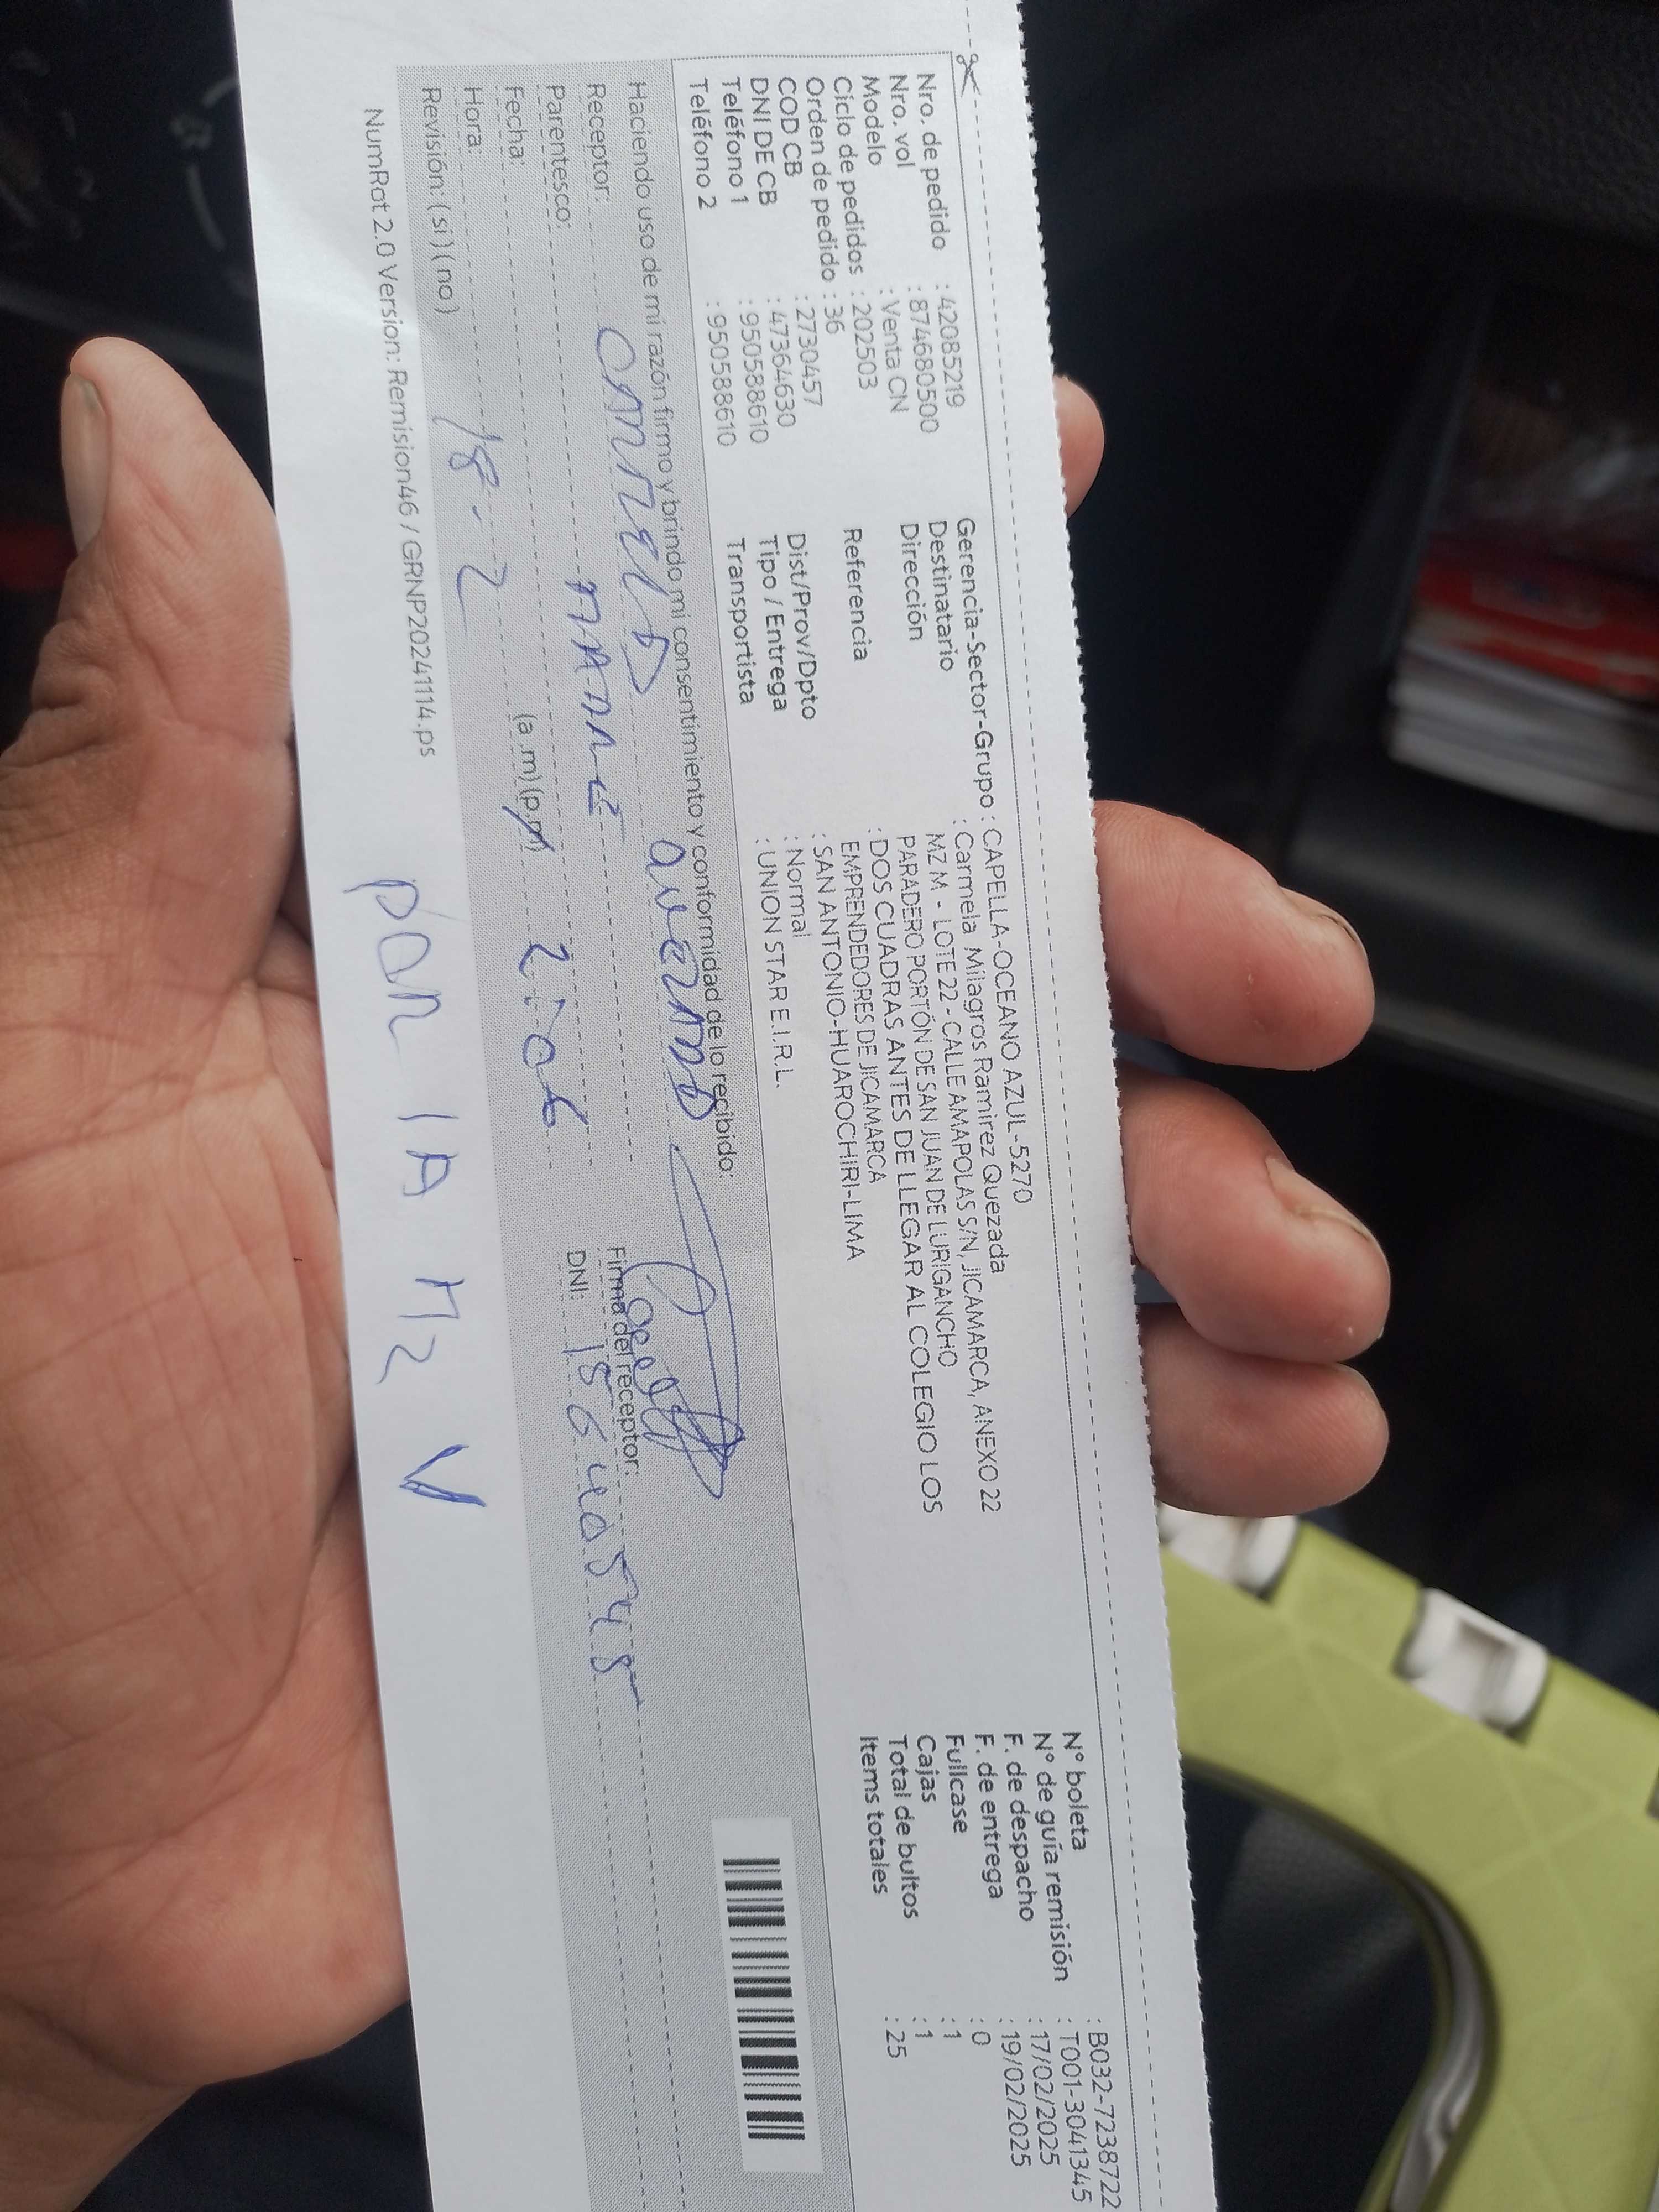 Nro. de pedido : 420852219
Nro. vol : 874680500
Modelo : Venta CN
Ciclo de pedidos : 202503
Orden de pedido : 36
COD CB : 2730457
DNI DE CB : 47364630
Teléfono 1 : 950588610
Teléfono 2 : 950588610
Gerencia-Sector-Grupo : CAPELLA-OCEANO AZUL-5270
Destinatario : Carmela Milagros Ramirez Quezada
Dirección MZ M - LOTE 22 - CALLE AMAPOLAS S/N, JICAMARCA, ANEXO 22
PARADERO PORTÓN DE SAN JUAN DE LURIGANCHO
Referencia : DOS CUADRAS ANTES DE LLEGAR AL COLEGIO LOS
EMPRENDEDORES DE JICAMARCA
Dist/Prov/Dpto : SAN ANTONIO-HUAROCHIRI-LIMA
Tipo / Entrega : Normal
Transportista : UNION STAR E.I.R.L.
N° boleta : B032-7238722
N° de guía remisión : T001-3041345
F. de despacho : 17/02/2025
F. de entrega : 19/02/2025
Fullcase : 0
Cajas : 1
Total de bultos : 1
Items totales : 25
Haciendo uso de mi razón firmo y brindo mi consentimiento y conformidad de lo recibido:
Receptor:
Parentesco:
Fecha: 18-2
Hora: (a.m)(p.m) 2:06
Revisión: (si) (no)
Firma del receptor:
DNI:
NumRot 2.0 Version: Remision46 / GRNP20241114.ps
POR LA MZ V